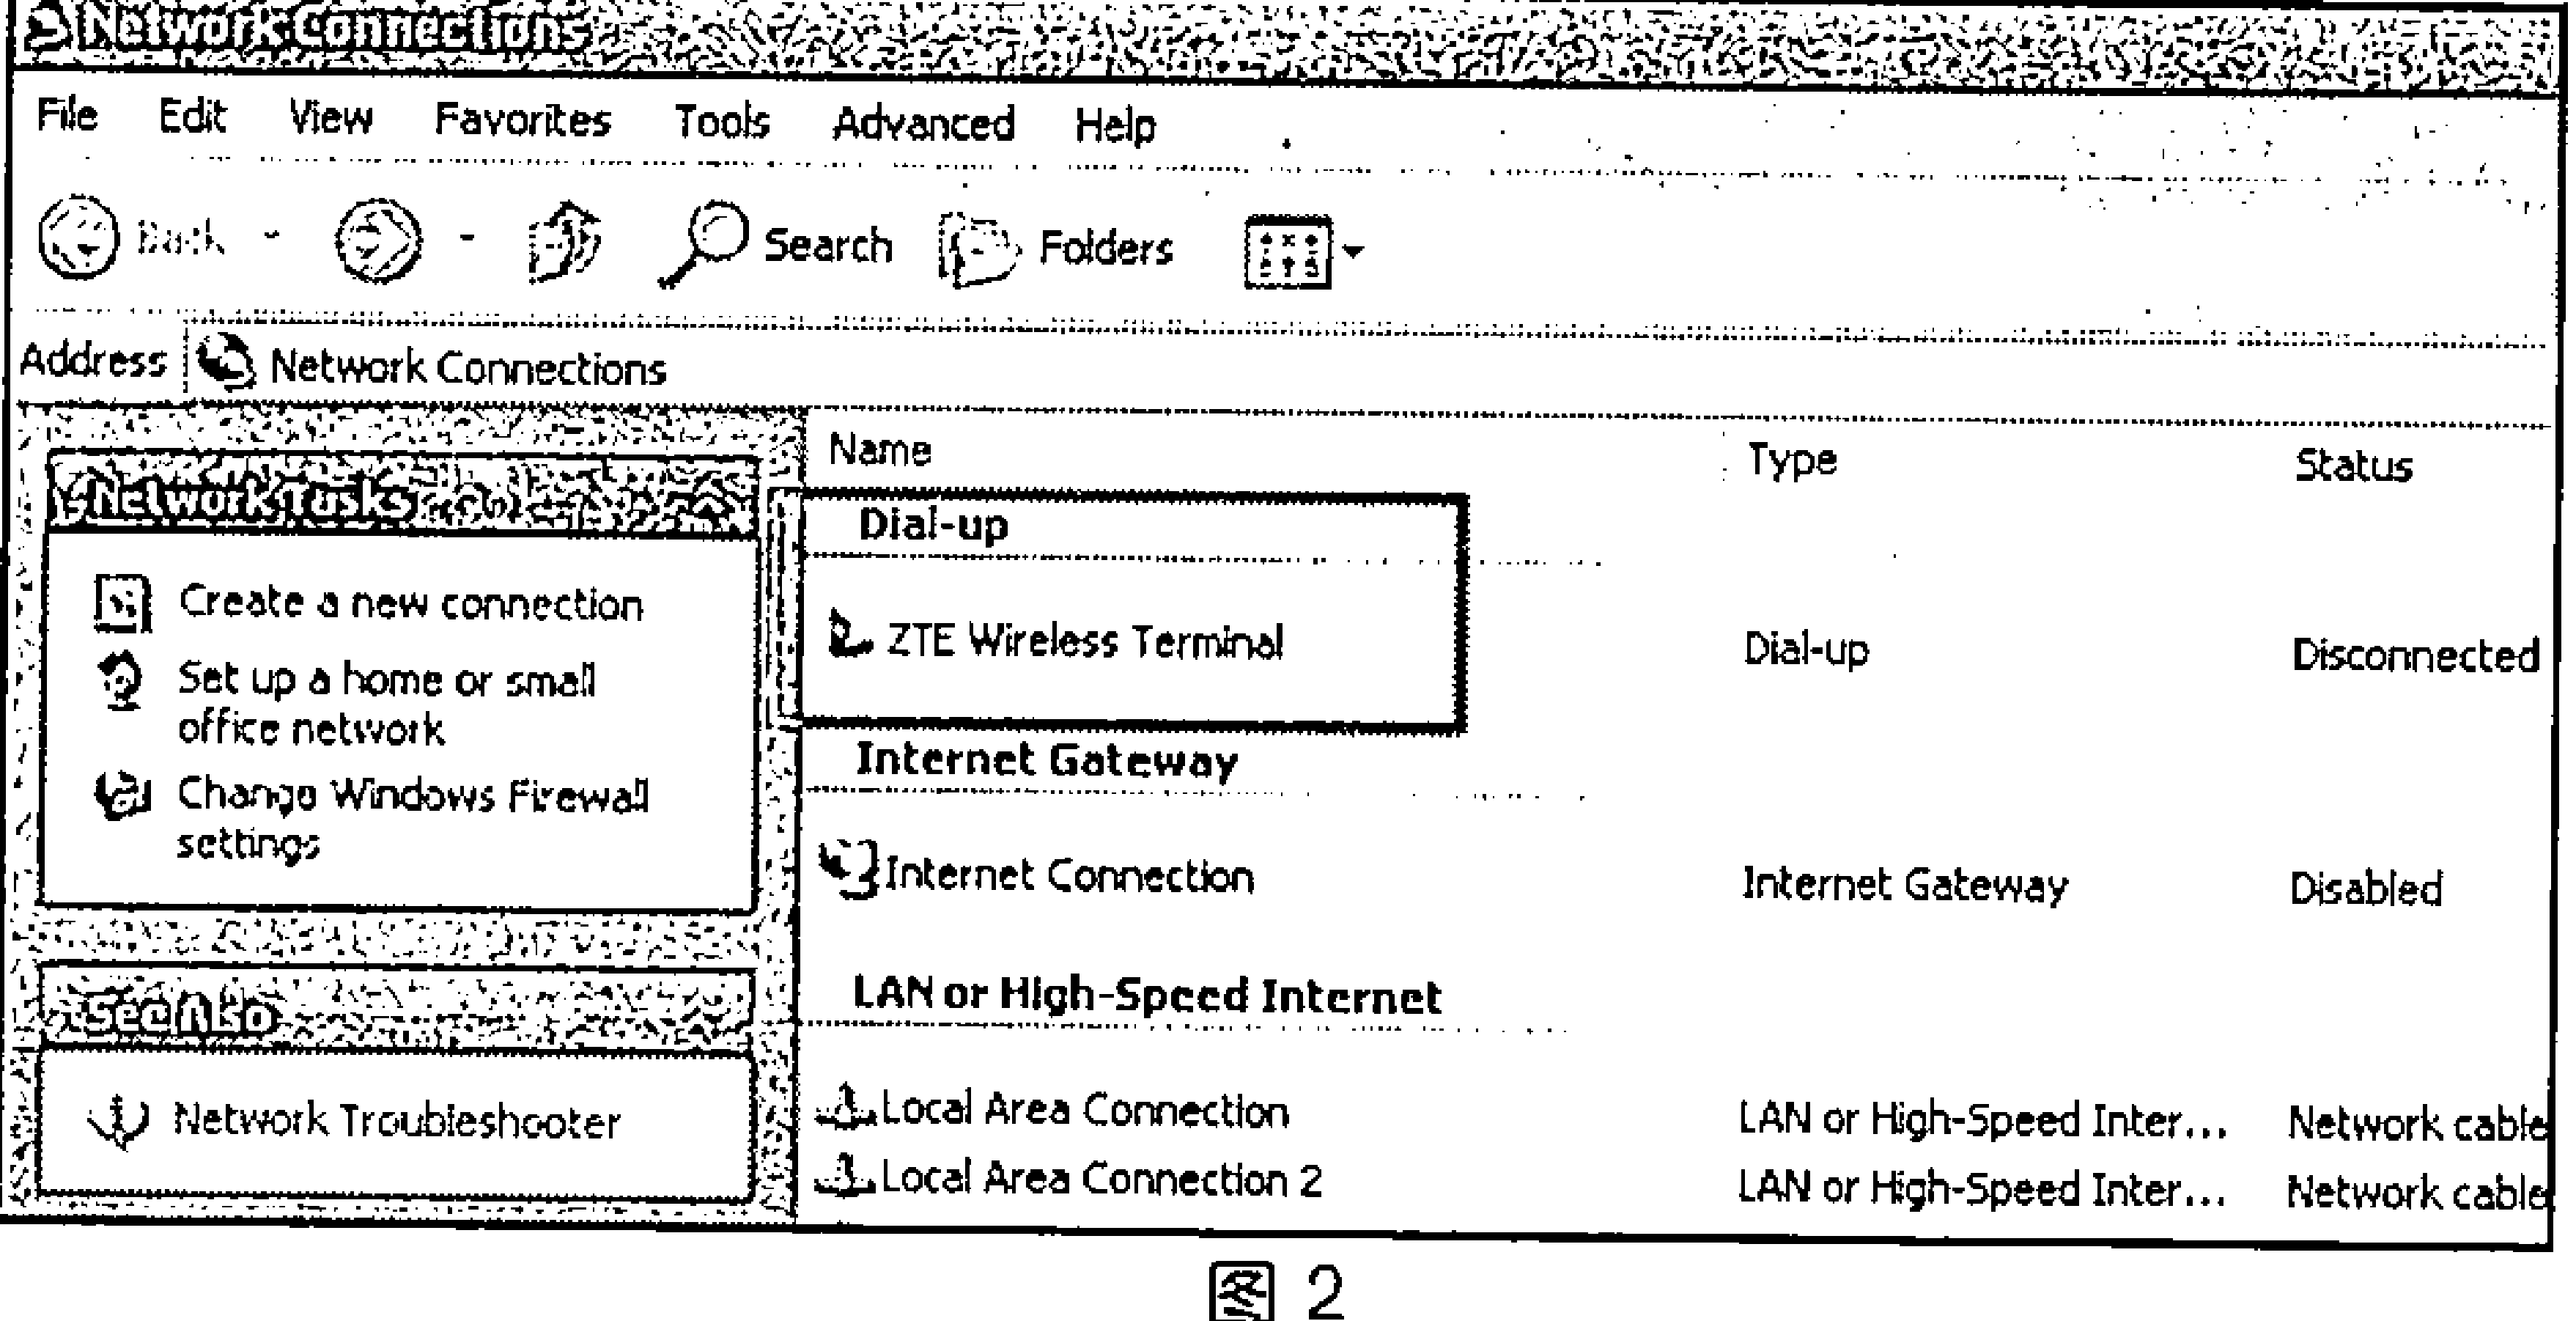 Network Connections
File Edit View Favorites Tools Advanced Help
Back Search Folders
Address Network Connections
Name Type Status
Network Tasks
Create a new connection
Set up a home or small
office network
Change Windows Firewall
settings
See Also
Network Troubleshooter
Dial-up
ZTE Wireless Terminal Dial-up Disconnected
Internet Gateway
Internet Connection Internet Gateway Disabled
LAN or High-Speed Internet
Local Area Connection LAN or High-Speed Inter... Network cable
Local Area Connection 2 LAN or High-Speed Inter... Network cable
图 2